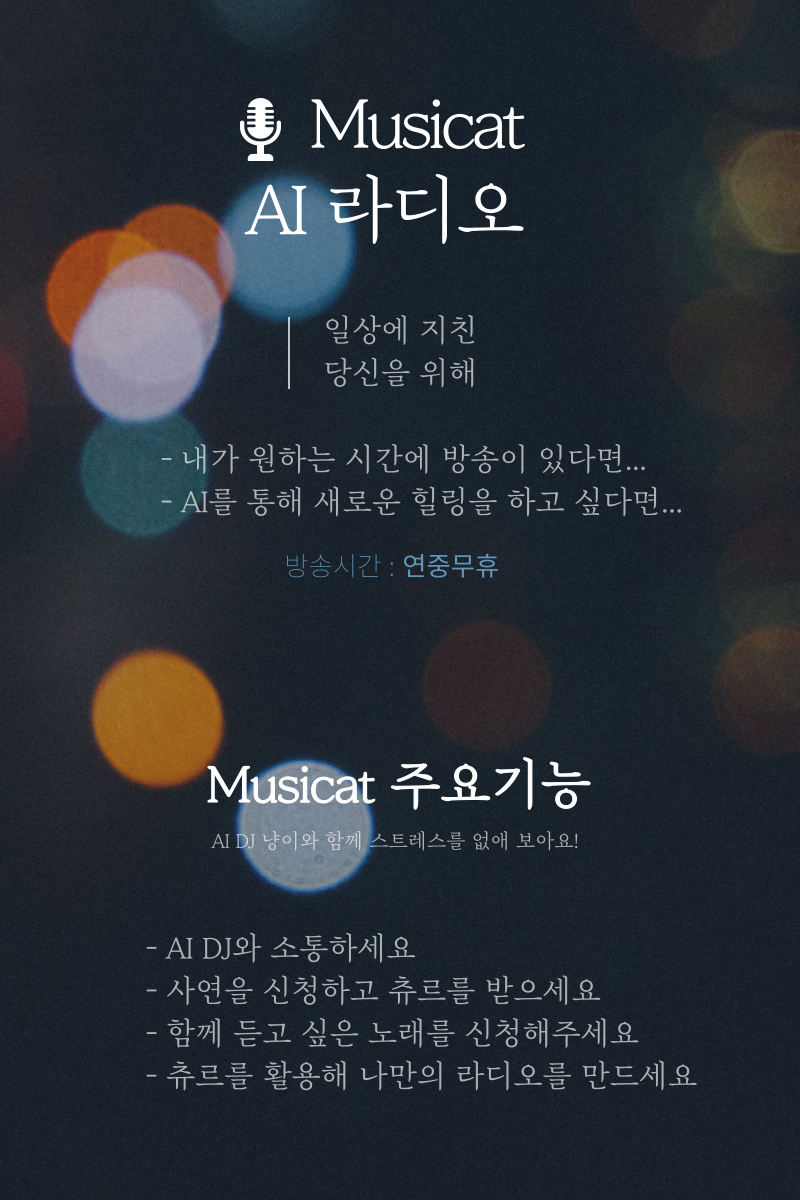 Musicat
AI 라디오
일상에 지친
당신을 위해
- 내가 원하는 시간에 방송이 있다면...
- AI를 통해 새로운 힐링을 하고 싶다면...
방송시간 : 연중무휴
Musicat 주요기능
AI DJ 냥이와 함께 스트레스를 없애 보아요!
- AI DJ와 소통하세요
- 사연을 신청하고 츄르를 받으세요
- 함께 듣고 싶은 노래를 신청해주세요
- 츄르를 활용해 나만의 라디오를 만드세요